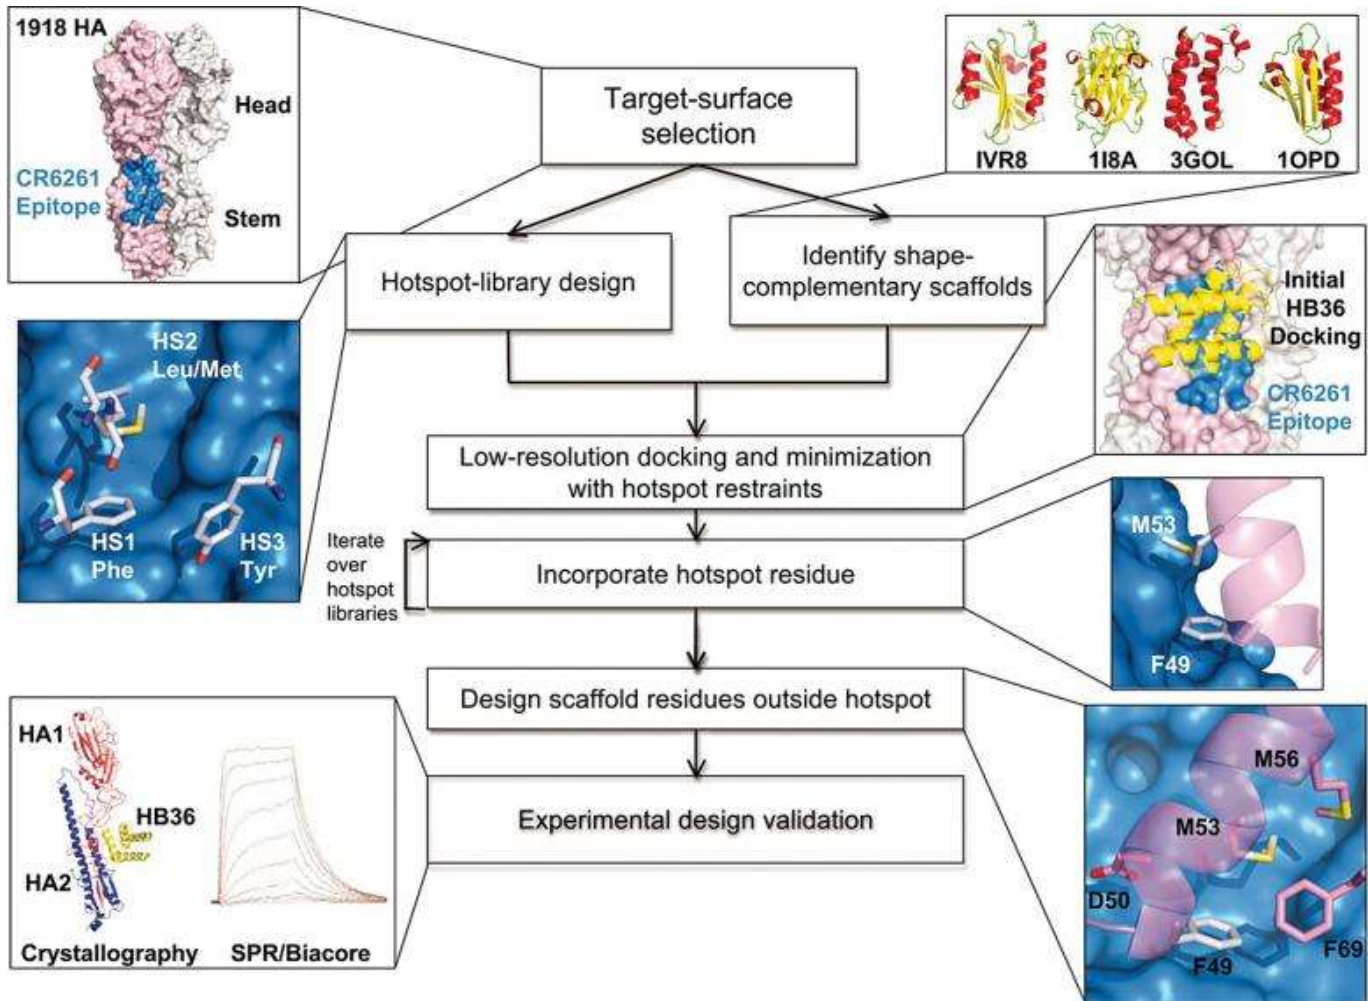 1918 HA
Head
CR6261
Epitope
Stem
Target-surface
selection
IVR8
1I8A
3GOL
1OPD
Hotspot-library design
Identify shape-
complementary scaffolds
Initial
HB36
Docking
CR6261
Epitope
HS2
Leu/Met
HS1
Phe
HS3
Tyr
Low-resolution docking and minimization
with hotspot restraints
Iterate
over
hotspot
libraries
Incorporate hotspot residue
M53
F49
Design scaffold residues outside hotspot
HA1
HB36
HA2
Crystallography
SPR/Biacore
Experimental design validation
M56
M53
D50
F49
F69